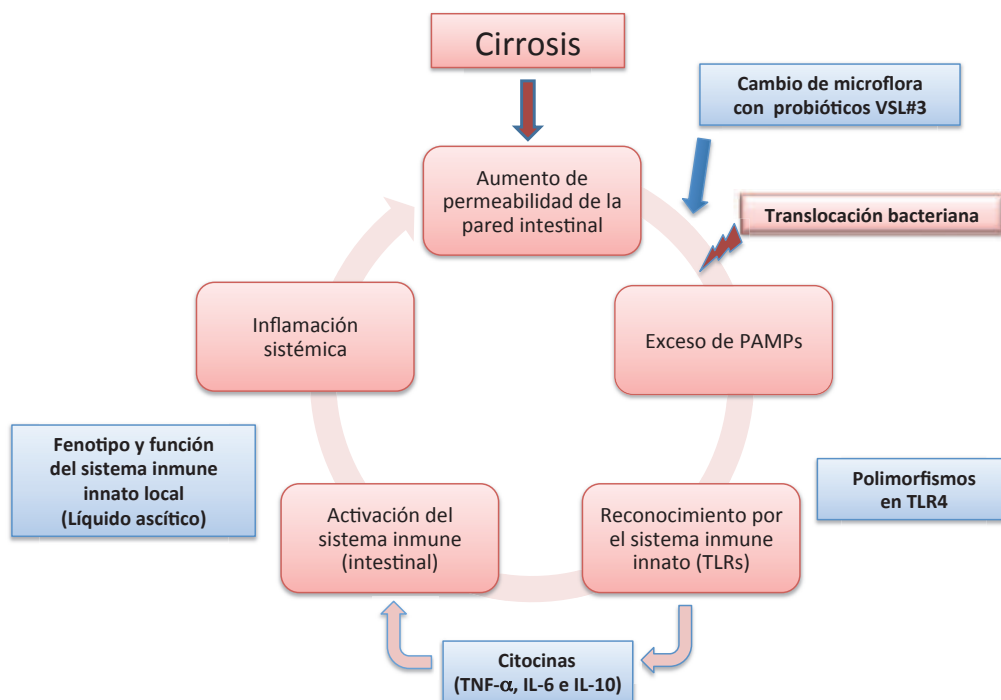 Cirrosis
Cambio de microflora
con probióticos VSL#3
Aumento de
permeabilidad de la
pared intestinal
Translocación bacteriana
Inflamación
sistémica
Exceso de PAMPs
Fenotipo y función
del sistema inmune
innato local
(Líquido ascítico)
Polimorfismos
en TLR4
Activación del
sistema inmune
(intestinal)
Reconocimiento por
el sistema inmune
innato (TLRs)
Citocinas
(TNF-α, IL-6 e IL-10)